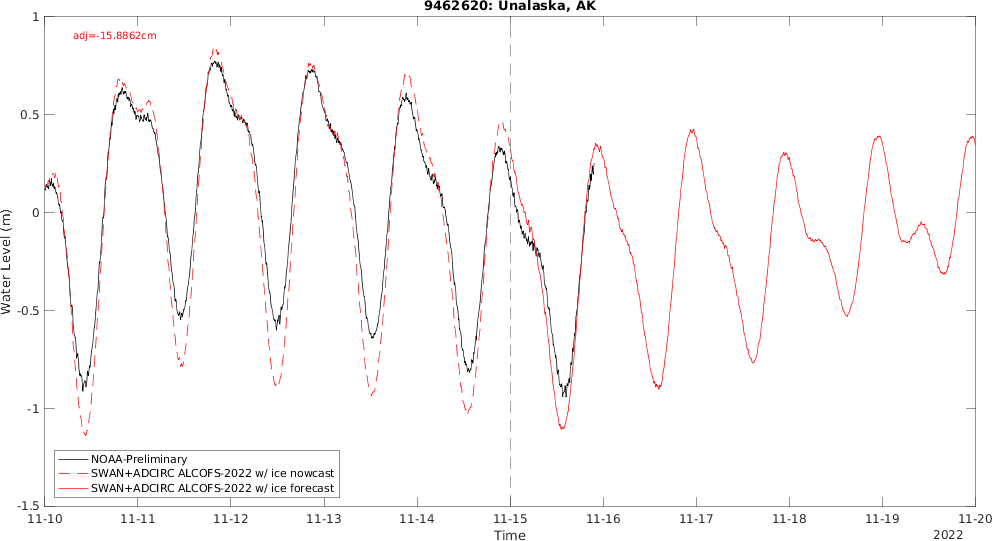 9462620: Unalaska, AK
adj=-15.8862cm
1
0.5
0
-0.5
-1
-1.5
Water Level (m)
NOAA-Preliminary
SWAN+ADCIRC ALCOFS-2022 w/ ice nowcast
SWAN+ADCIRC ALCOFS-2022 w/ ice forecast
11-10 11-11 11-12 11-13 11-14 11-15 11-16 11-17 11-18 11-19 11-20
Time
2022